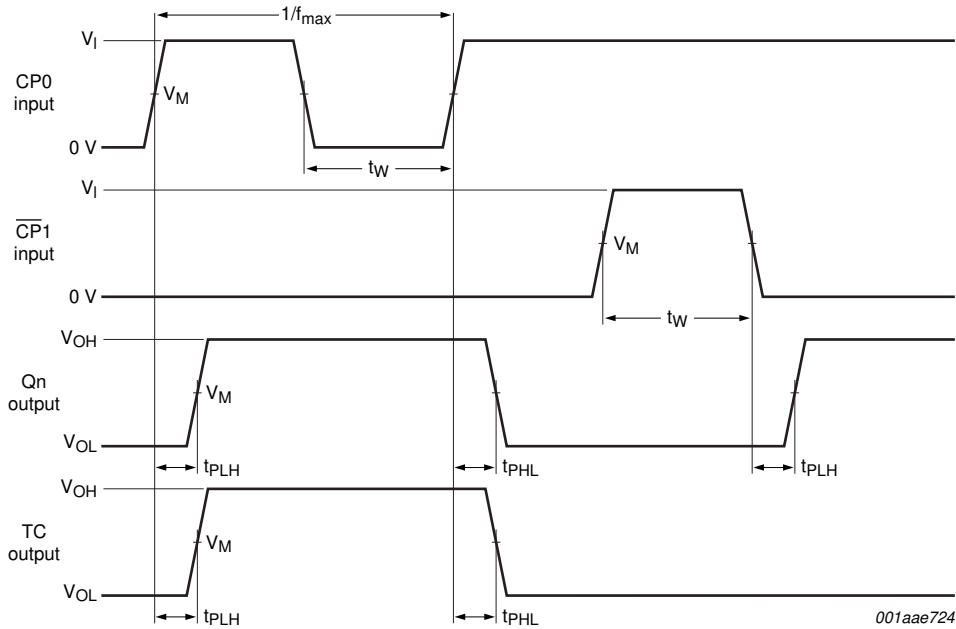 1/fmax
VI
CP0
input
VM
0 V
tW
VI
C̅P̅1
input
VM
0 V
tW
VOH
Qn
output
VM
VOL
tPLH
tPHL
tPLH
VOH
TC
output
VM
VOL
tPLH
tPHL
001aae724